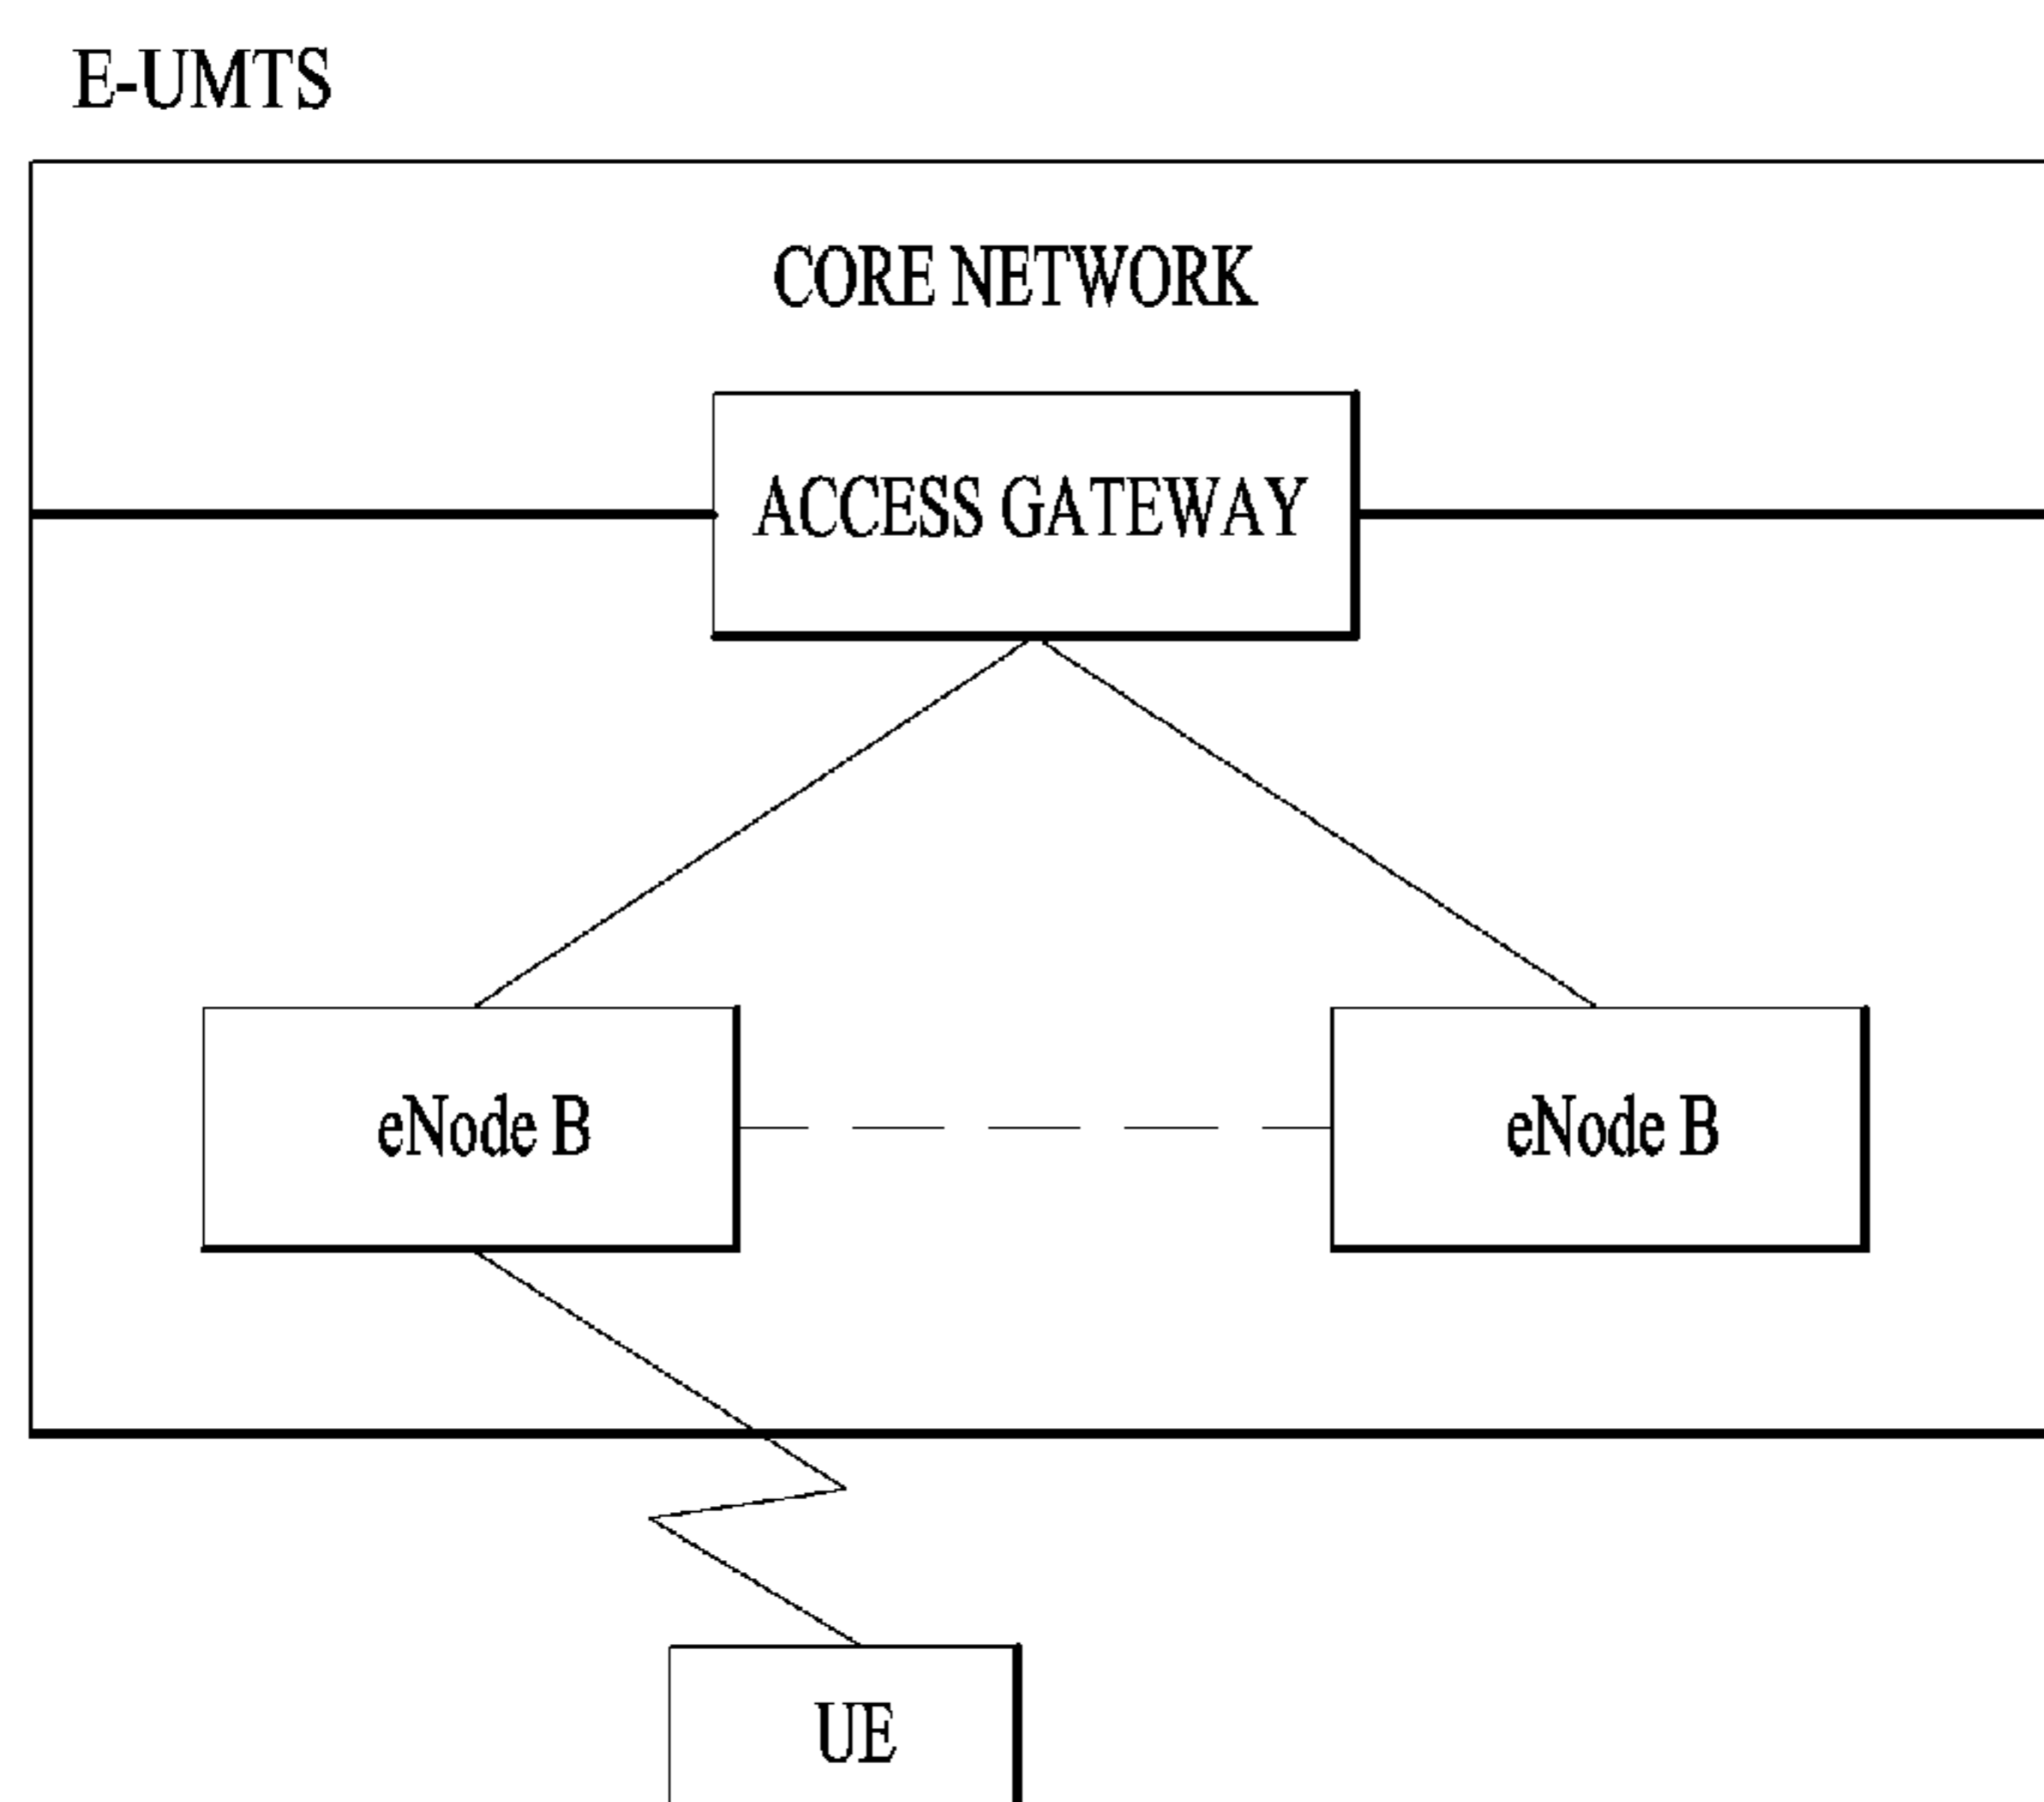 E-UMTS
CORE NETWORK
ACCESS GATEWAY
eNode B
eNode B
UE